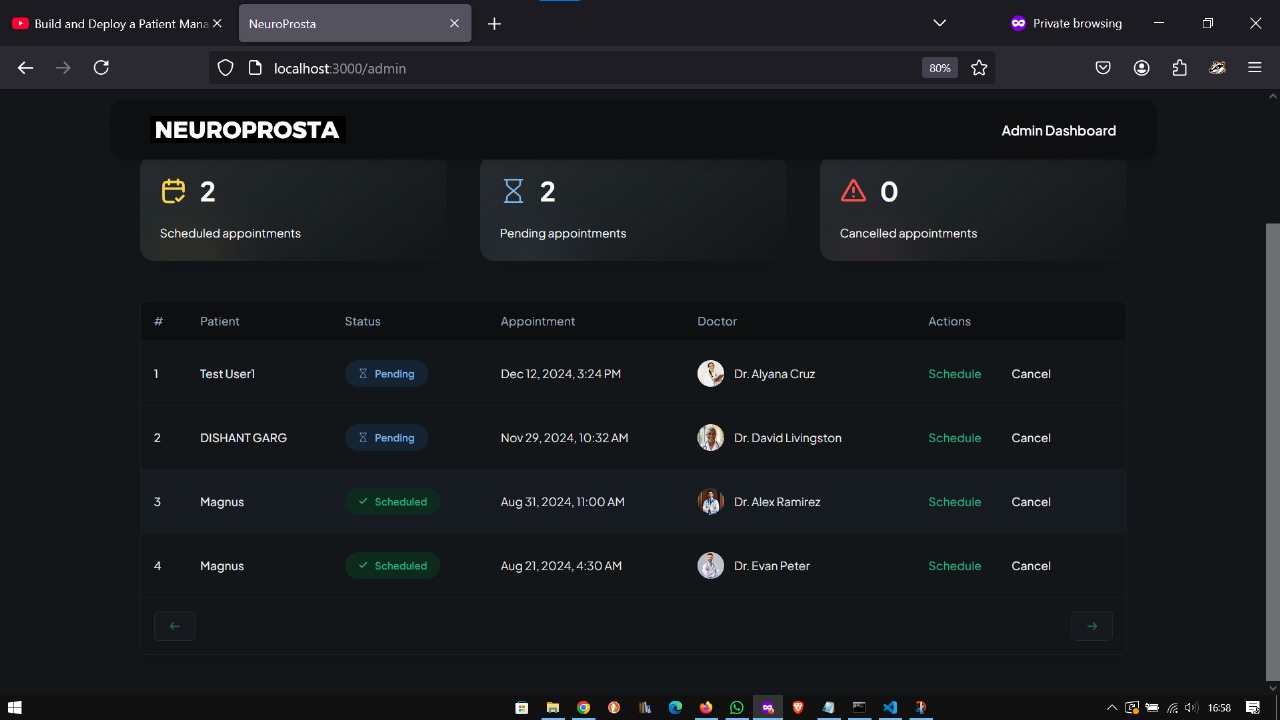 Build and Deploy a Patient Mana
NeuroProsta
Private browsing
localhost:3000/admin
80%
NEUROPROSTA
Admin Dashboard
2
Scheduled appointments
2
Pending appointments
0
Cancelled appointments
# Patient Status Appointment Doctor Actions
1 Test User1 Pending Dec 12, 2024, 3:24 PM Dr. Alyana Cruz Schedule Cancel
2 DISHANT GARG Pending Nov 29, 2024, 10:32 AM Dr. David Livingston Schedule Cancel
3 Magnus Scheduled Aug 31, 2024, 11:00 AM Dr. Alex Ramirez Schedule Cancel
4 Magnus Scheduled Aug 21, 2024, 4:30 AM Dr. Evan Peter Schedule Cancel
16:58